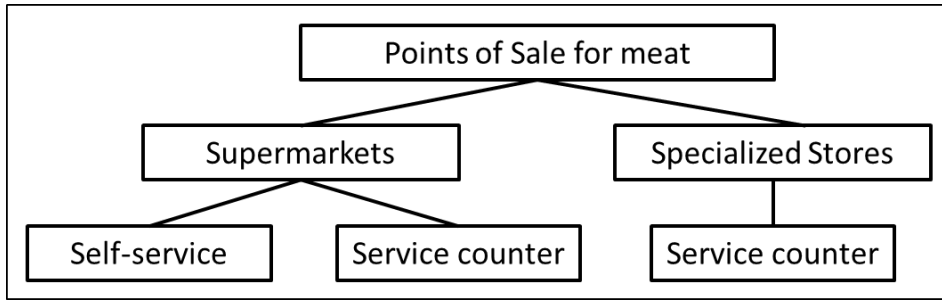 Points of Sale for meat
Supermarkets
Specialized Stores
Self-service
Service counter
Service counter